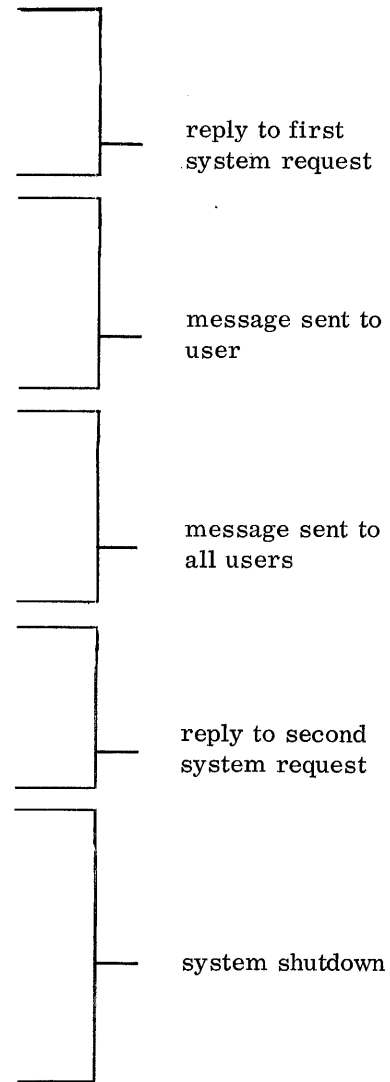 reply to first
system request
message sent to
user
message sent to
all users
reply to second
system request
system shutdown